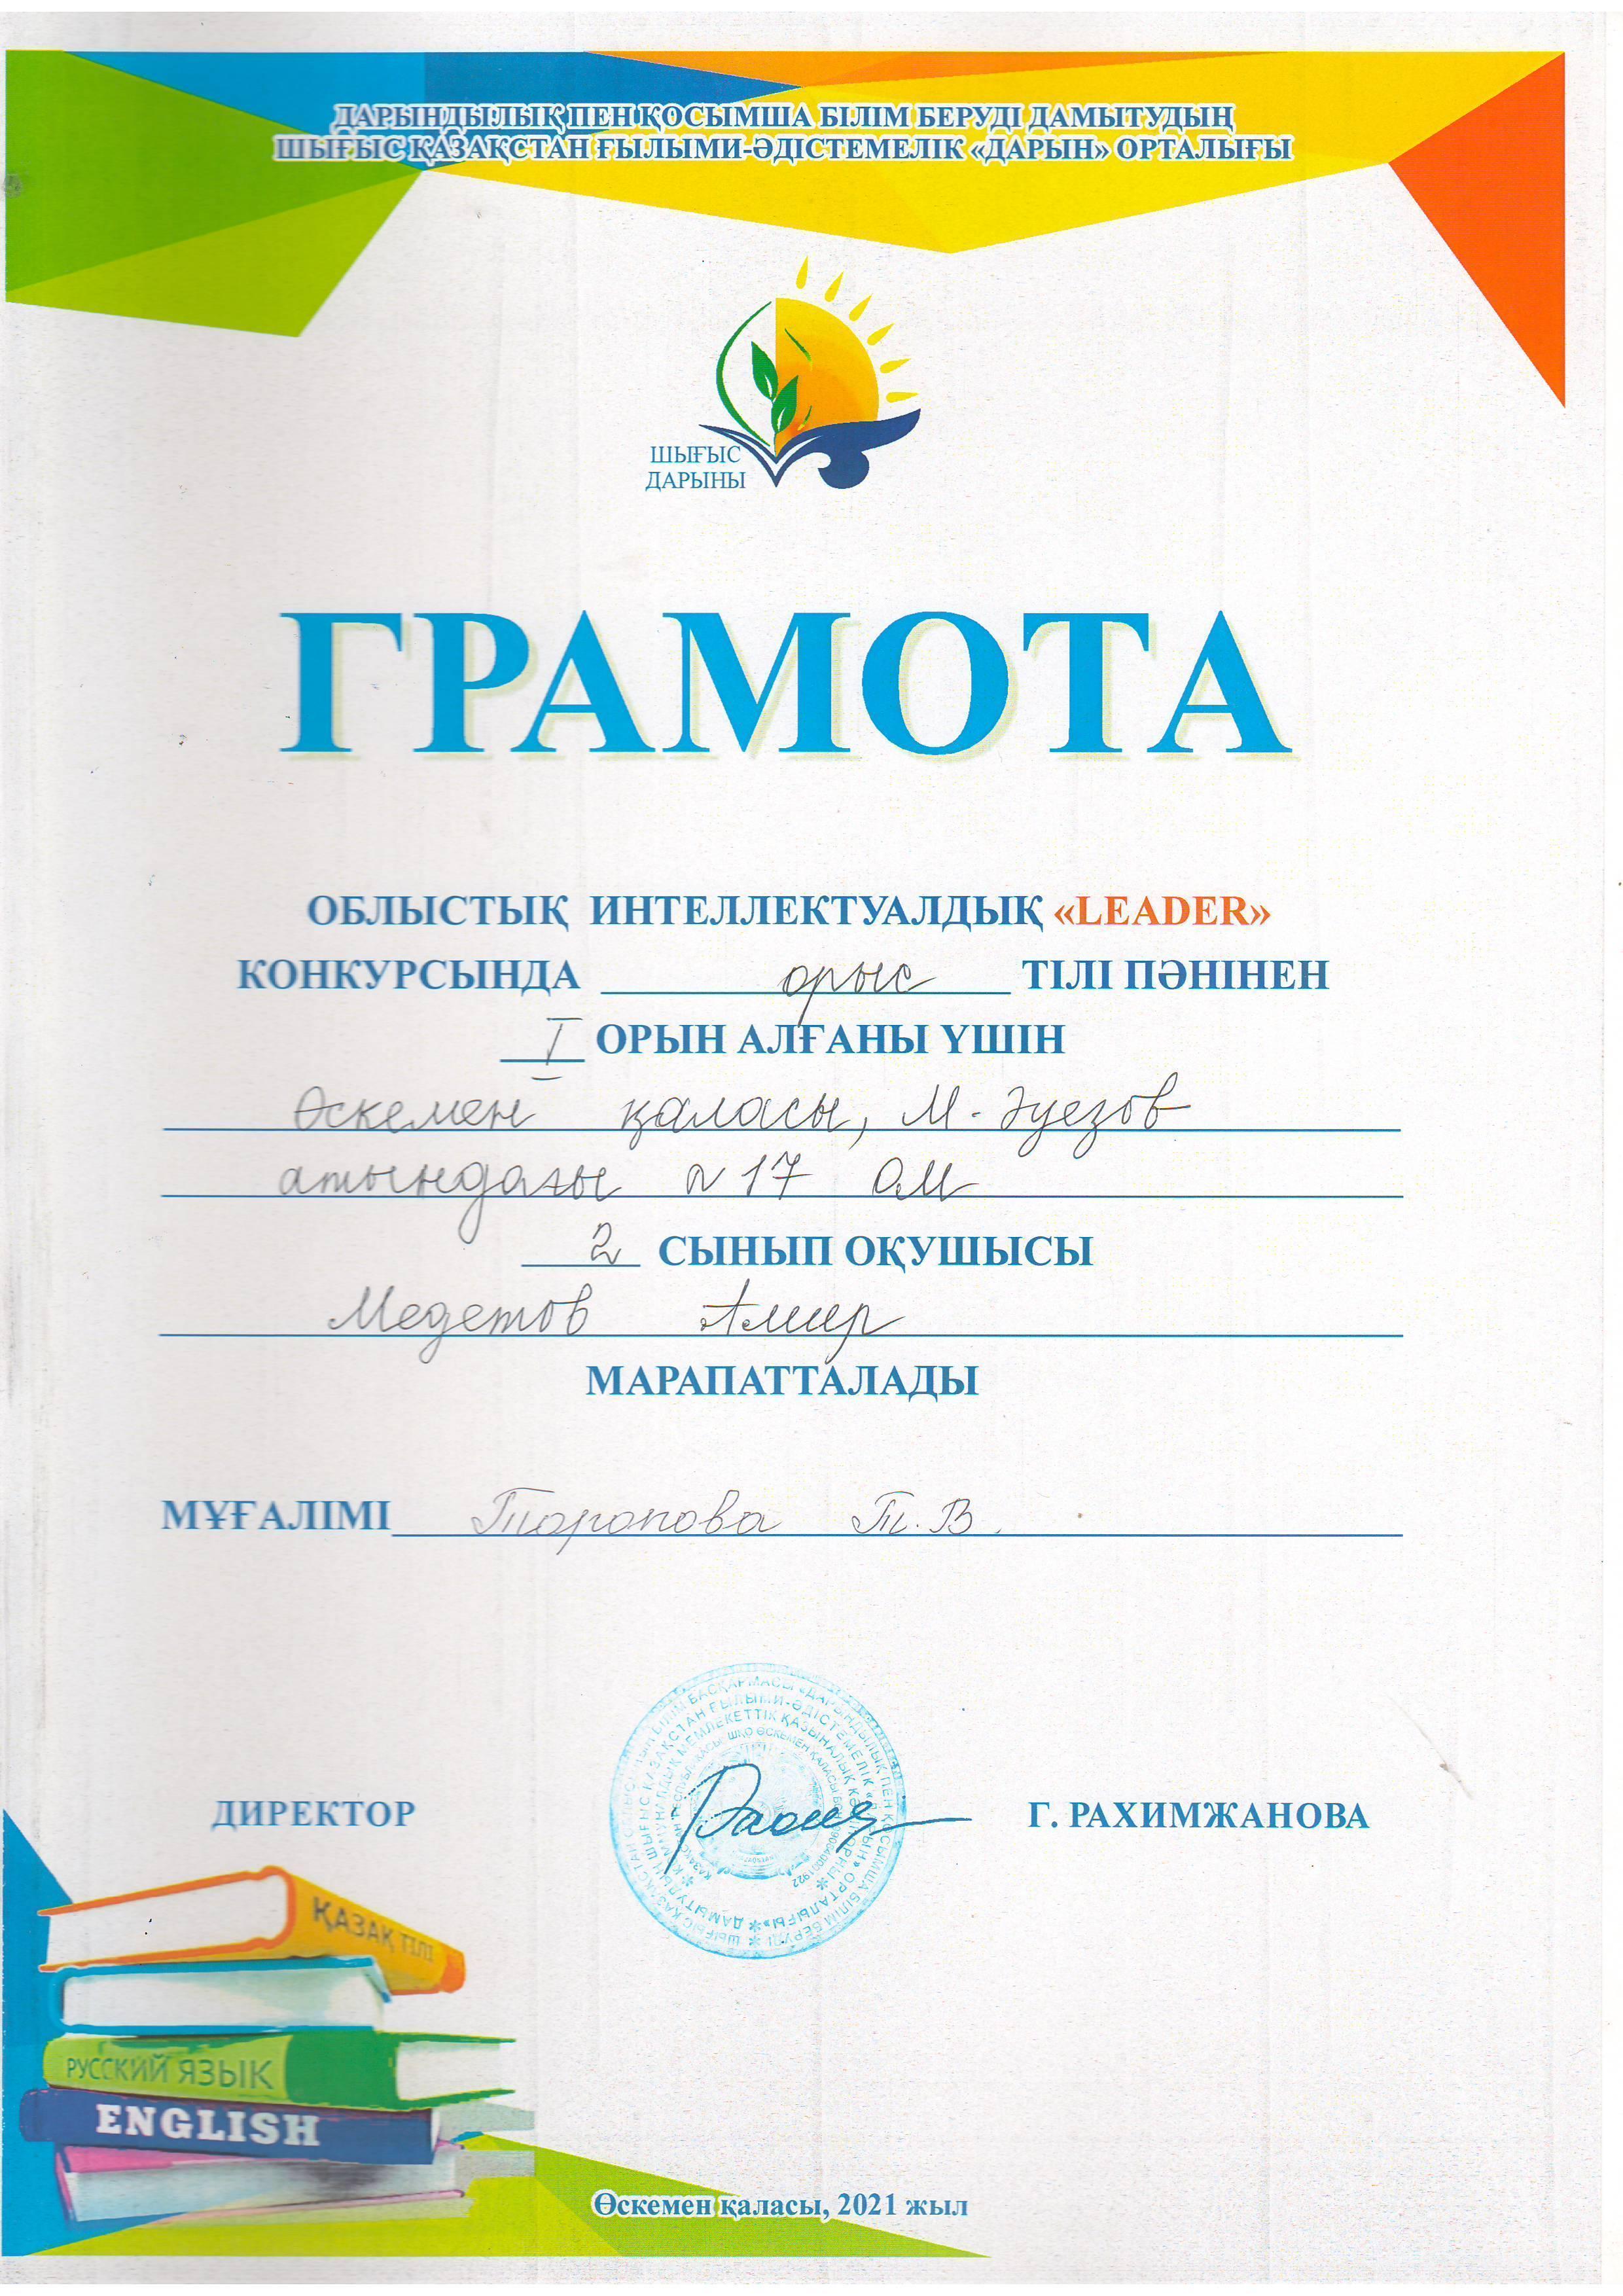 ДАРЫНДЫЛЫҚ ПЕН ҚОСЫМША БІЛІМ БЕРУДІ ДАМЫТУДЫҢ
ШЫҒЫС ҚАЗАҚСТАН ҒЫЛЫМИ-ӘДІСТЕМЕЛІК «ДАРЫН» ОРТАЛЫҒЫ
ШЫҒЫС
ДАРЫНЫ
ГРАМОТА
ОБЛЫСТЫҚ ИНТЕЛЛЕКТУАЛДЫҚ «LEADER»
КОНКУРСЫНДА орыс ТІЛІ ПӘНІНЕН
I ОРЫН АЛҒАНЫ ҮШІН
Өскемен қаласы, М. Әуезов
атындағы №17 ОМ
2 СЫНЫП ОҚУШЫСЫ
Медетов Амир
МАРАПАТТАЛАДЫ
МҰҒАЛІМІ Торопова Т.В.
ДИРЕКТОР Г. РАХИМЖАНОВА
ҚАЗАҚ ТІЛІ
РУССКИЙ ЯЗЫК
ENGLISH
Өскемен қаласы, 2021 жыл